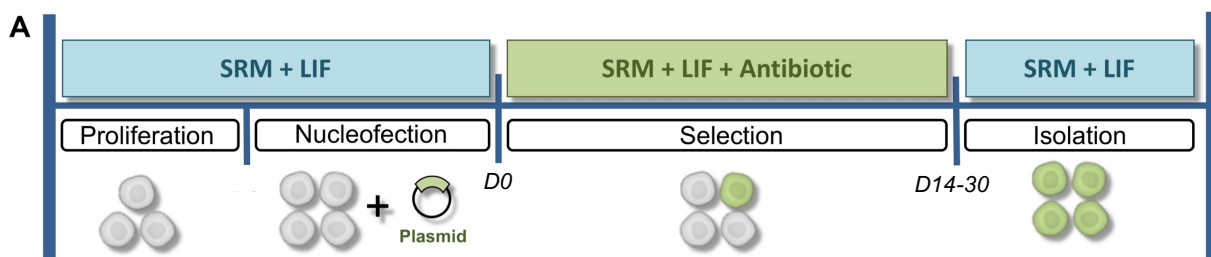 A
SRM + LIF
SRM + LIF + Antibiotic
SRM + LIF
Proliferation
Nucleofection
Selection
Isolation
D0
D14-30
+
Plasmid